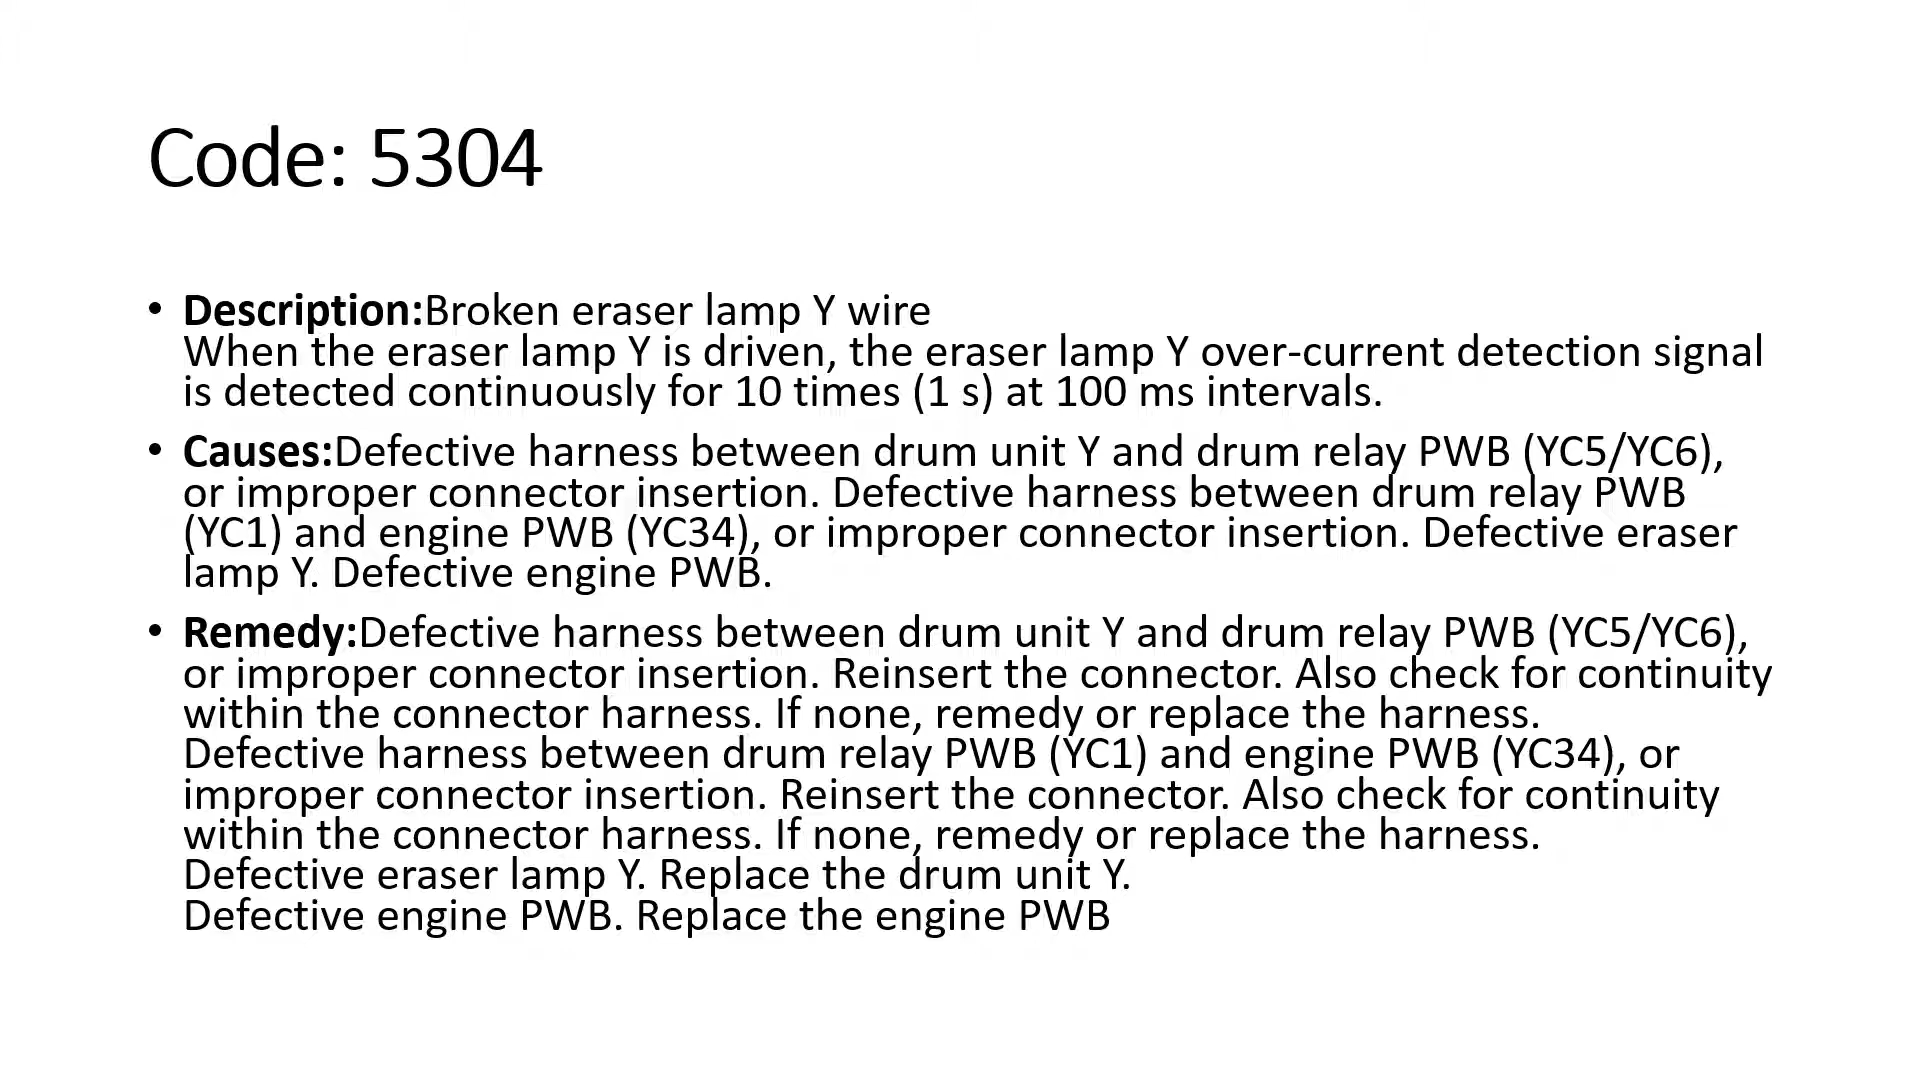 Code: 5304
• Description:Broken eraser lamp Y wire
When the eraser lamp Y is driven, the eraser lamp Y over-current detection signal
is detected continuously for 10 times (1 s) at 100 ms intervals.
• Causes:Defective harness between drum unit Y and drum relay PWB (YC5/YC6),
or improper connector insertion. Defective harness between drum relay PWB
(YC1) and engine PWB (YC34), or improper connector insertion. Defective eraser
lamp Y. Defective engine PWB.
• Remedy:Defective harness between drum unit Y and drum relay PWB (YC5/YC6),
or improper connector insertion. Reinsert the connector. Also check for continuity
within the connector harness. If none, remedy or replace the harness.
Defective harness between drum relay PWB (YC1) and engine PWB (YC34), or
improper connector insertion. Reinsert the connector. Also check for continuity
within the connector harness. If none, remedy or replace the harness.
Defective eraser lamp Y. Replace the drum unit Y.
Defective engine PWB. Replace the engine PWB